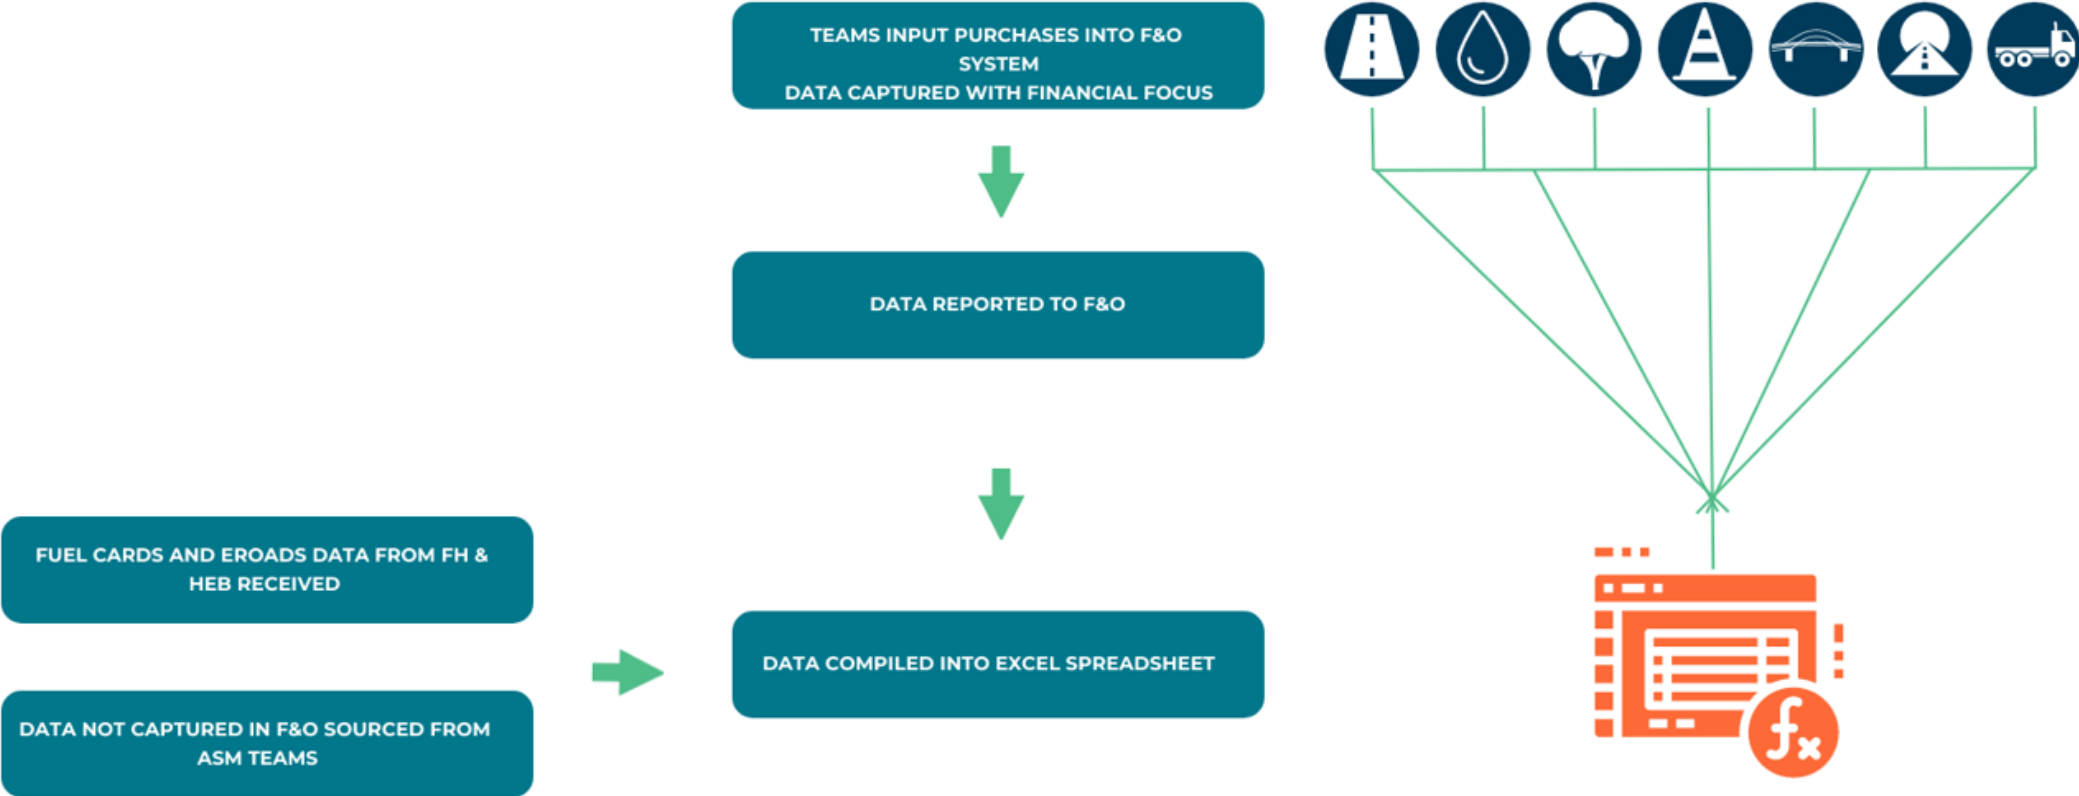 TEAMS INPUT PURCHASES INTO F&O
SYSTEM
DATA CAPTURED WITH FINANCIAL FOCUS
DATA REPORTED TO F&O
FUEL CARDS AND EROADS DATA FROM FH &
HEB RECEIVED
DATA NOT CAPTURED IN F&O SOURCED FROM
ASM TEAMS
DATA COMPILED INTO EXCEL SPREADSHEET
fx